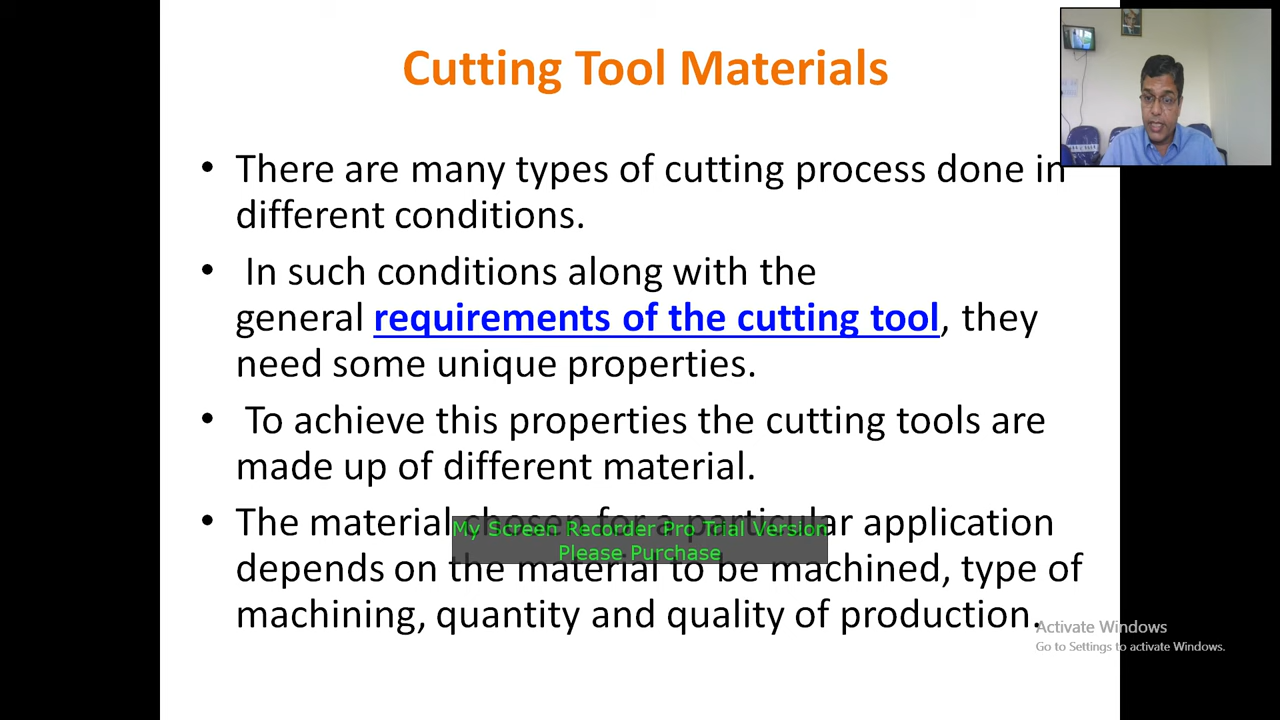 Cutting Tool Materials
• There are many types of cutting process done in
different conditions.
• In such conditions along with the
general requirements of the cutting tool, they
need some unique properties.
• To achieve this properties the cutting tools are
made up of different material.
• The material chosen for a particular application
My Screen Recorder Pro Trial Version
Please Purchase
depends on the material to be machined, type of
machining, quantity and quality of production.
Activate Windows
Go to Settings to activate Windows.